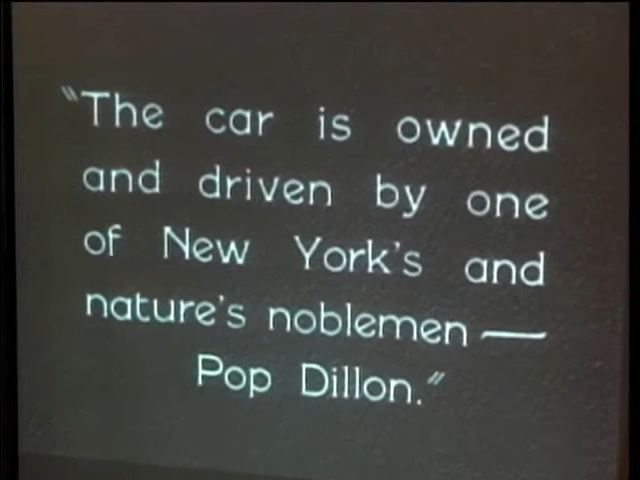 "The car is owned
and driven by one
of New York's and
nature's noblemen —
Pop Dillon."